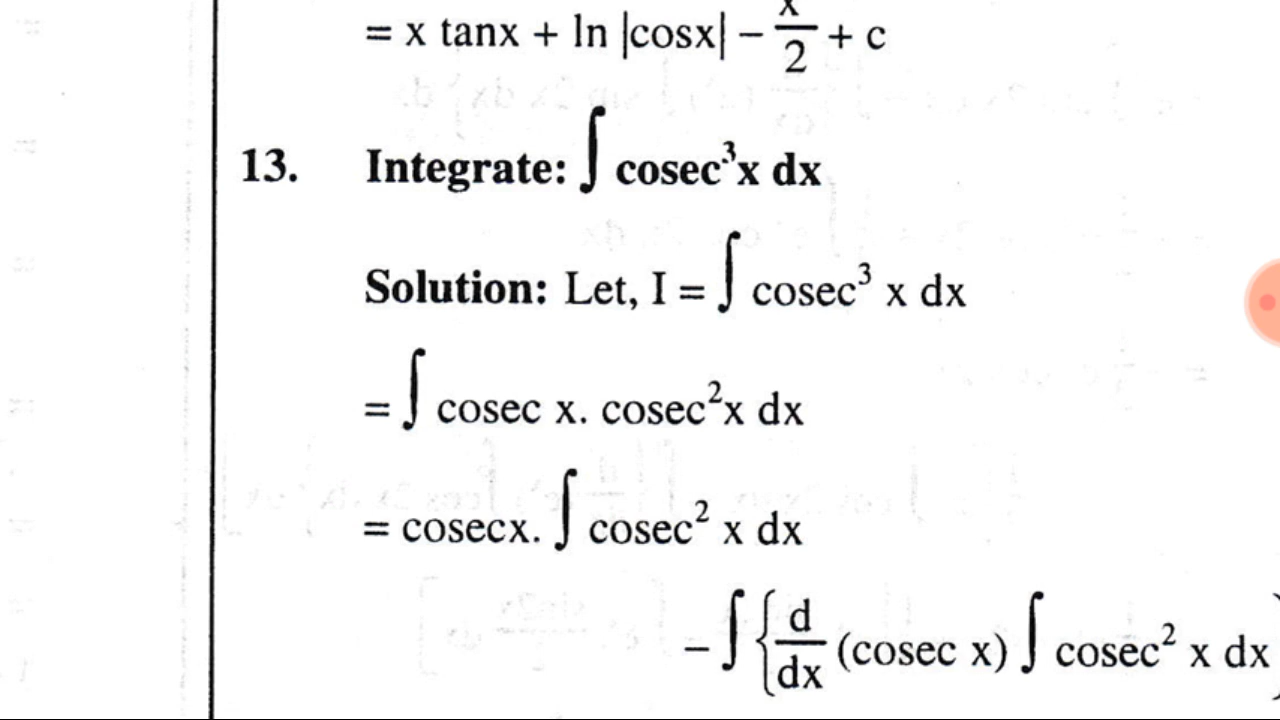 = x tanx + ln |cosx| − x/2 + c
13. Integrate: ∫ cosec³x dx
Solution: Let, I = ∫ cosec³ x dx
= ∫ cosec x. cosec²x dx
= cosecx. ∫ cosec² x dx
− ∫ { d/dx (cosec x) ∫ cosec² x dx